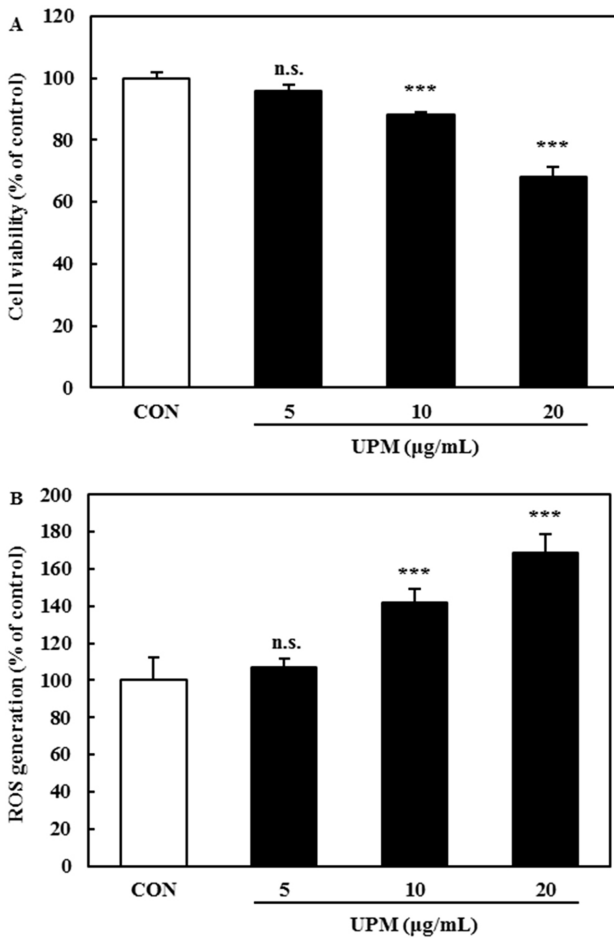 A
Cell viability (% of control)
120
100
80
60
40
20
0
n.s.
***
***
CON
5
10
20
UPM (µg/mL)
B
ROS generation (% of control)
200
180
160
140
120
100
80
60
40
20
0
n.s.
***
***
CON
5
10
20
UPM (µg/mL)